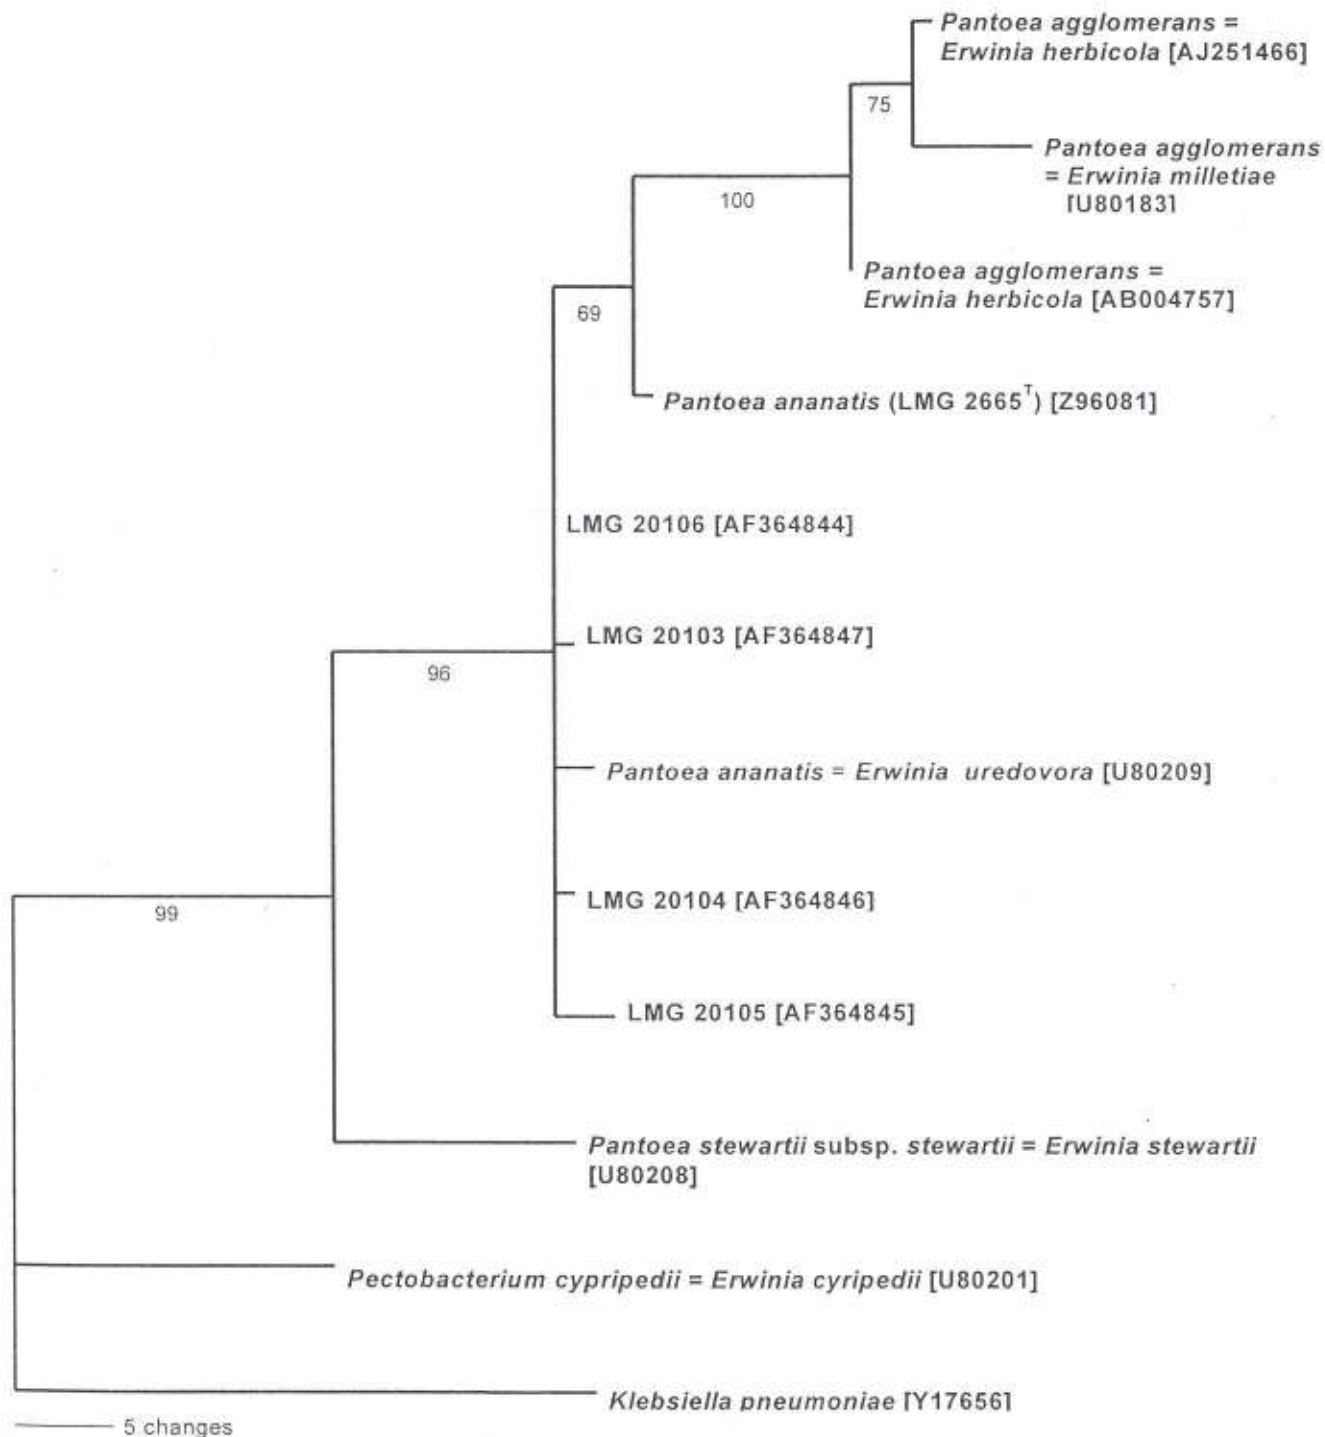 Pantoea agglomerans =
Erwinia herbicola [AJ251466]
75
Pantoea agglomerans
= Erwinia milletiae
[U80183]
100
Pantoea agglomerans =
Erwinia herbicola [AB004757]
69
Pantoea ananatis (LMG 2665ᵀ) [Z96081]
LMG 20106 [AF364844]
LMG 20103 [AF364847]
96
Pantoea ananatis = Erwinia uredovora [U80209]
LMG 20104 [AF364846]
99
LMG 20105 [AF364845]
Pantoea stewartii subsp. stewartii = Erwinia stewartii
[U80208]
Pectobacterium cypripedii = Erwinia cyripedii [U80201]
Klebsiella pneumoniae [Y17656]
5 changes